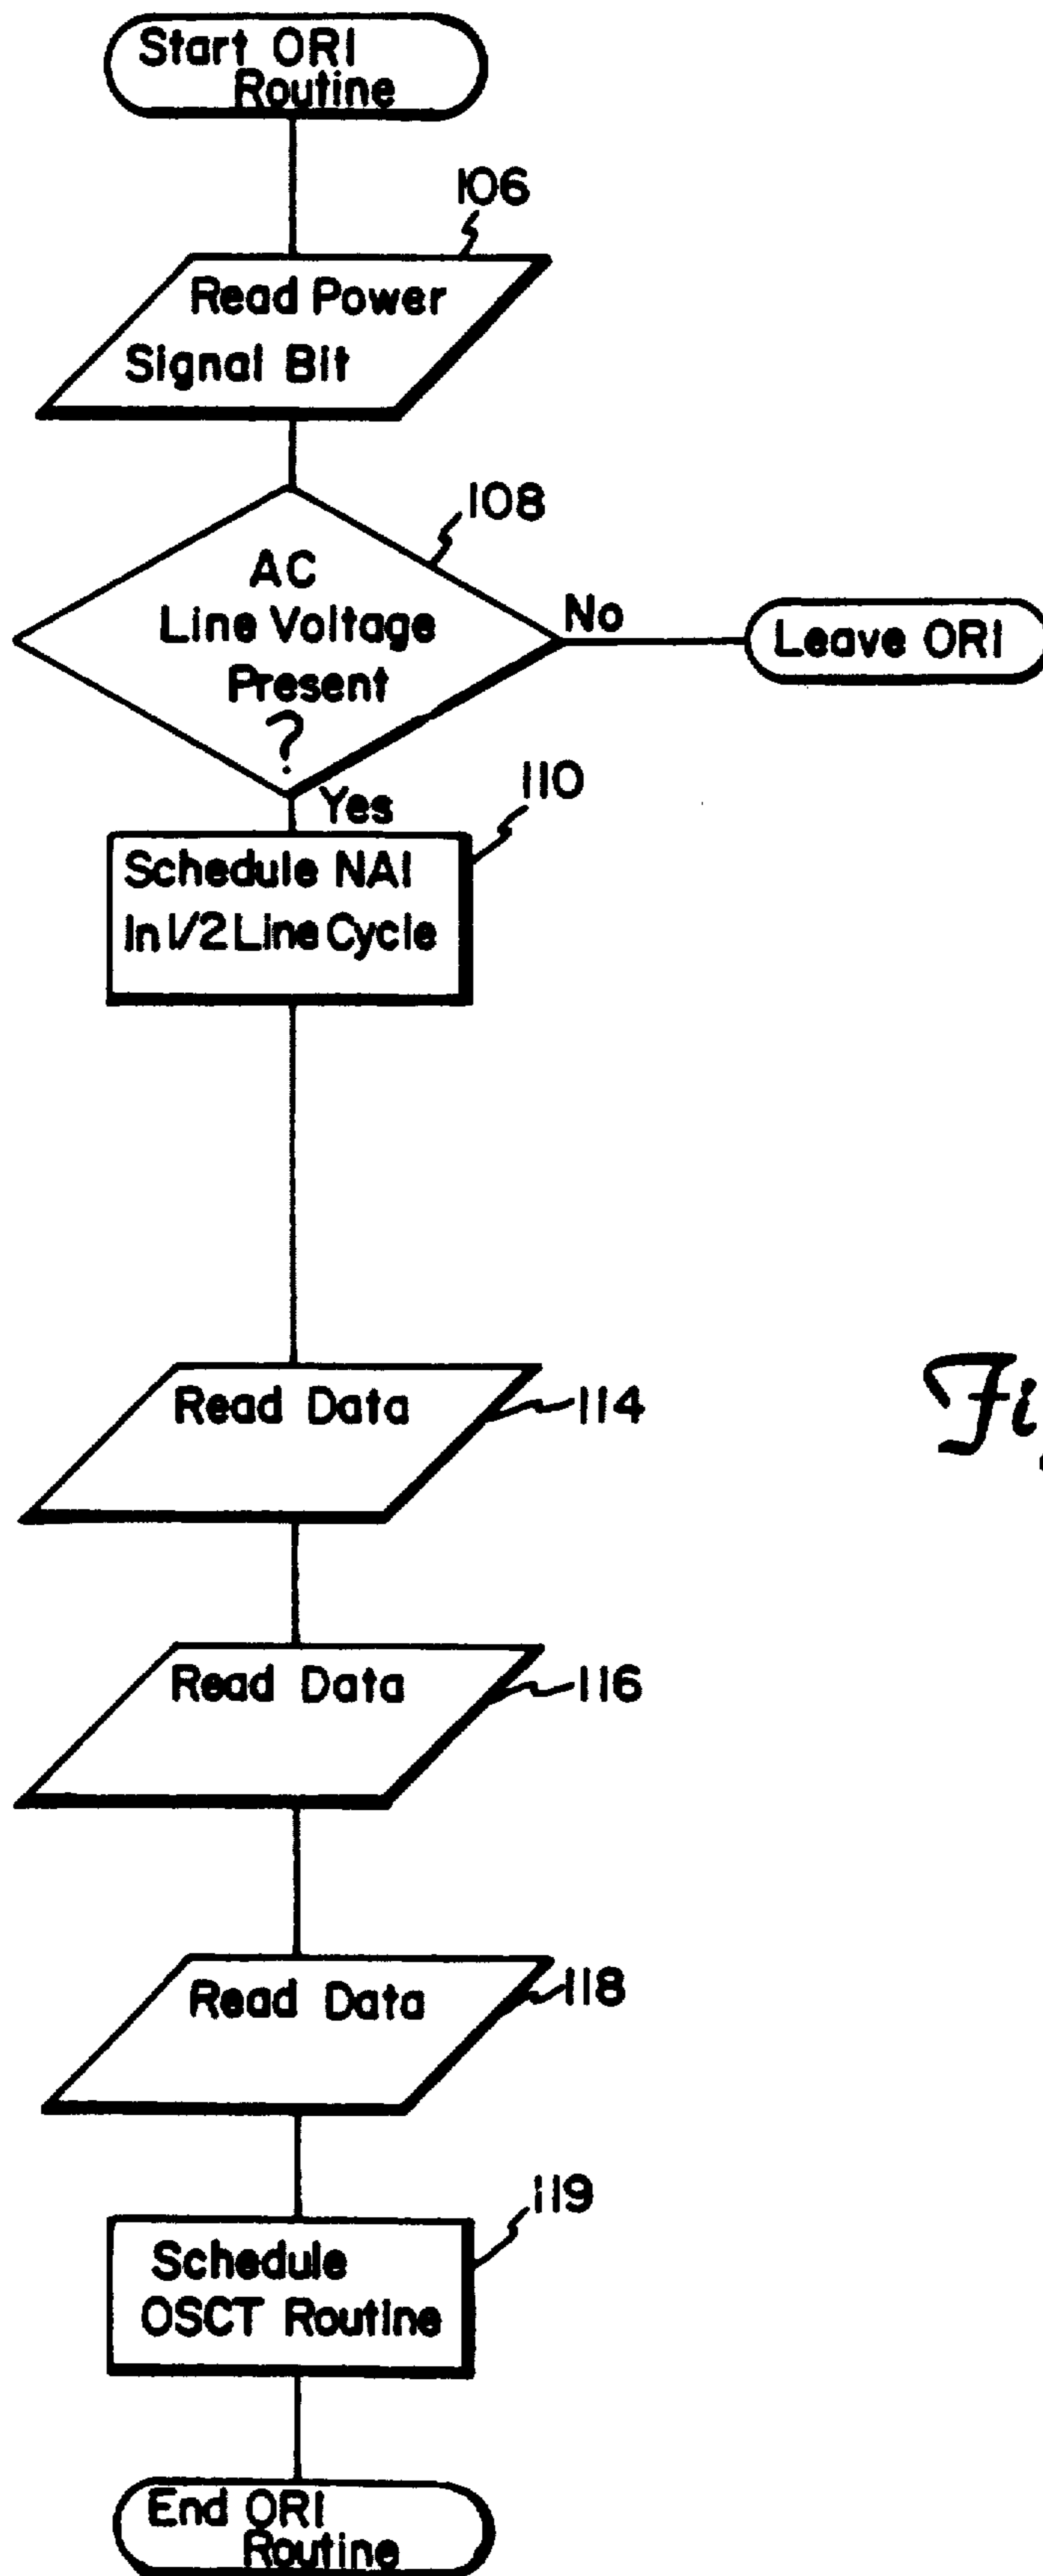 Start ORI
Routine
106
Read Power
Signal Bit
108
AC
Line Voltage
Present
?
No
Leave ORI
Yes
110
Schedule NAI
In 1/2 Line Cycle
Read Data
114
Read Data
116
Read Data
118
119
Schedule
OSCT Routine
End ORI
Routine